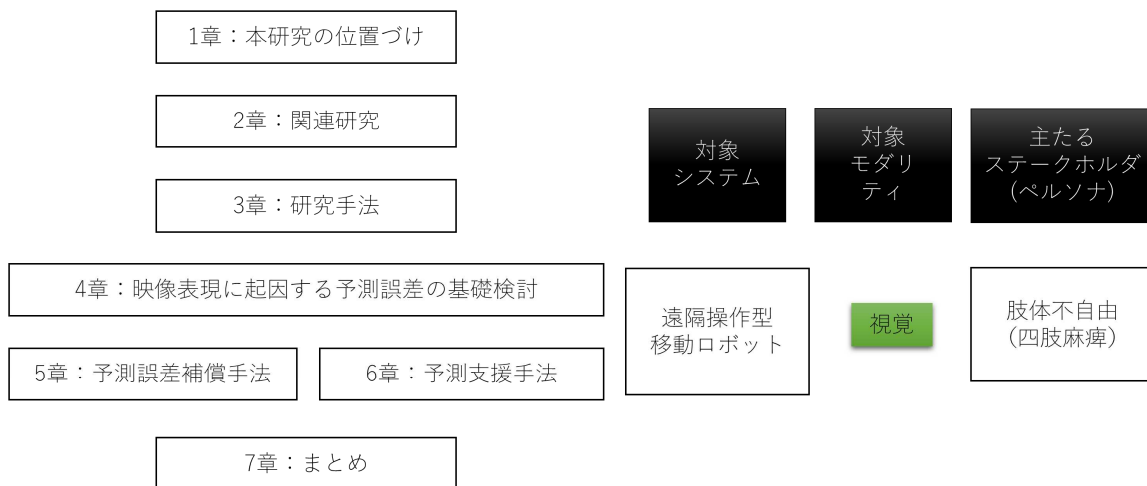 1章：本研究の位置づけ
2章：関連研究
3章：研究手法
4章：映像表現に起因する予測誤差の基礎検討
5章：予測誤差補償手法
6章：予測支援手法
7章：まとめ
対象
システム
対象
モダリ
ティ
主たる
ステークホルダ
(ペルソナ)
遠隔操作型
移動ロボット
視覚
肢体不自由
(四肢麻痺)